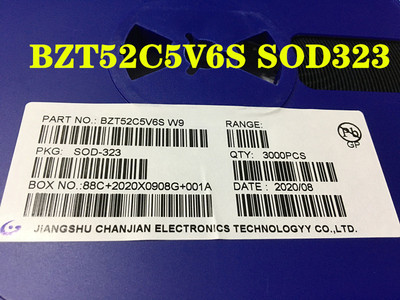 BZT52C5V6S SOD323
PART NO.: BZT52C5V6S W9
RANGE:
PKG: SOD-323
QTY: 3000PCS
Pb
GP
BOX NO.:88C+2020X0908G+001A
DATE : 2020/08
JIANGSHU CHANJIAN ELECTRONICS TECHNOLOGYY CO.,LTD.